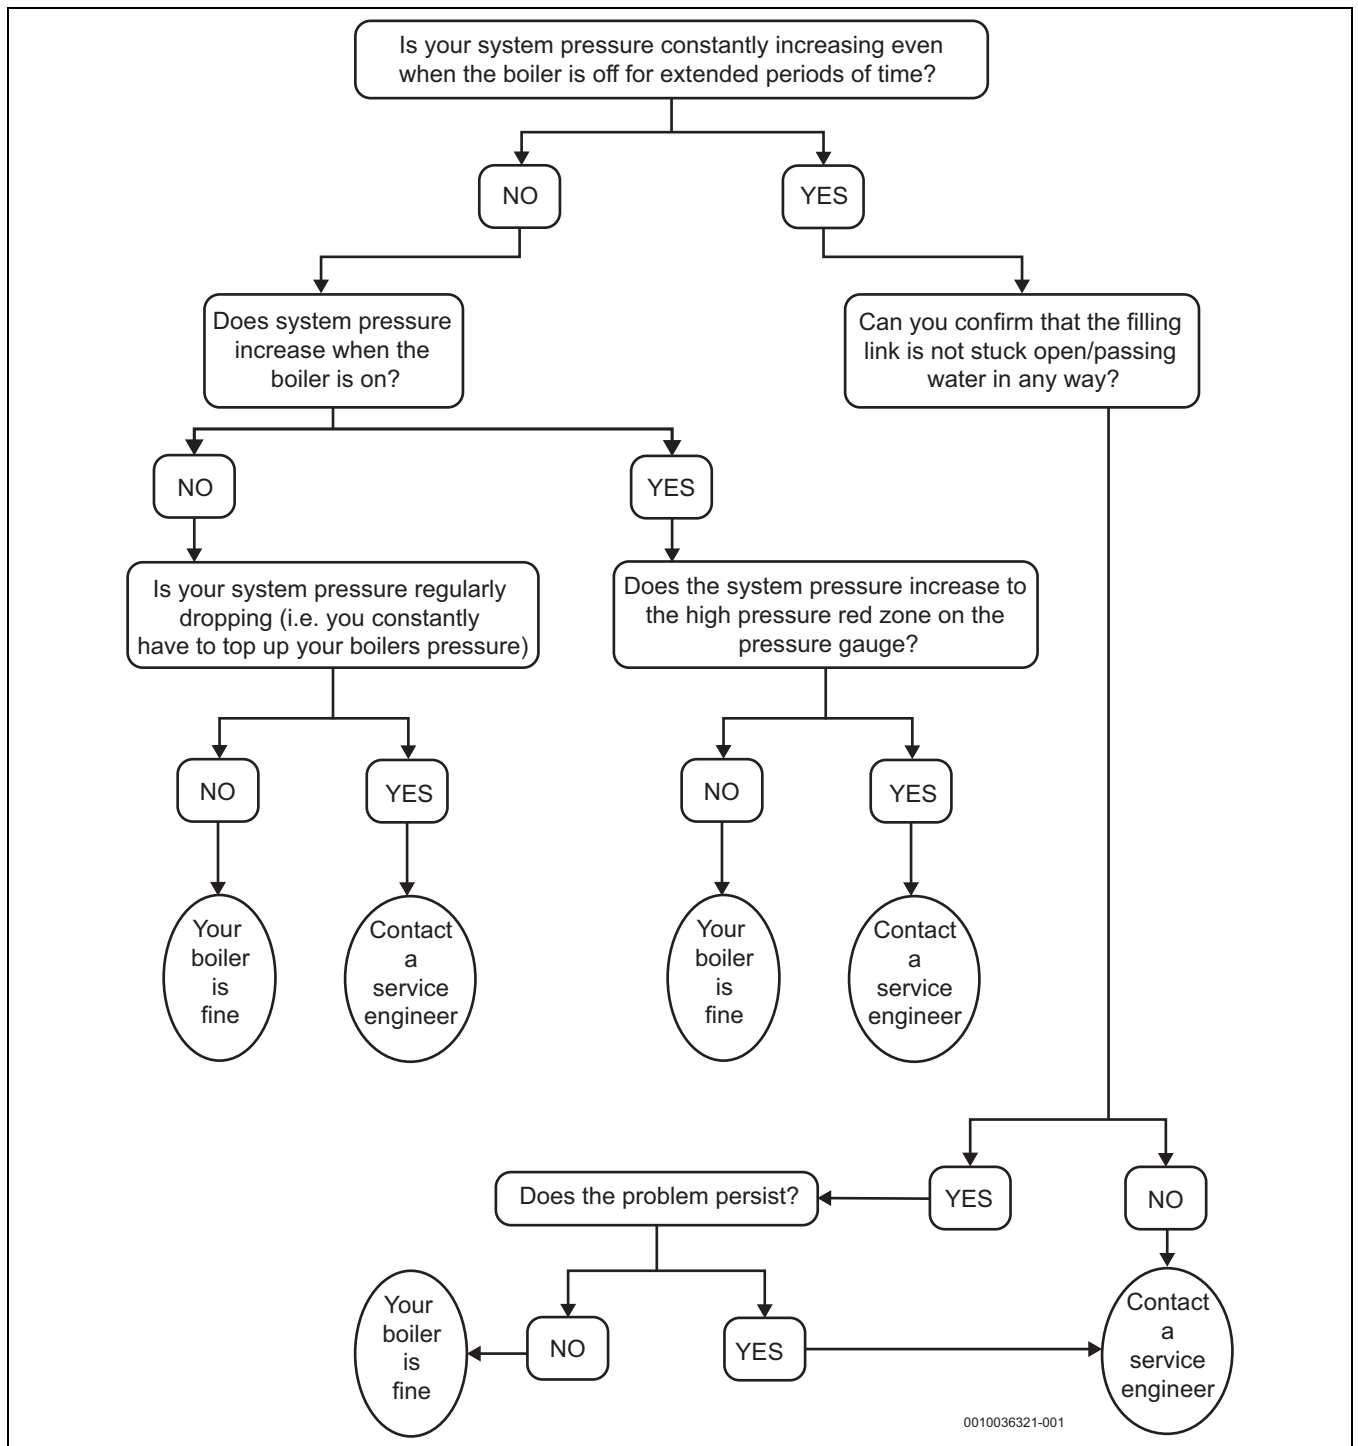 Is your system pressure constantly increasing even
when the boiler is off for extended periods of time?
NO
YES
Does system pressure
increase when the
boiler is on?
Can you confirm that the filling
link is not stuck open/passing
water in any way?
NO
YES
Is your system pressure regularly
dropping (i.e. you constantly
have to top up your boilers pressure)
Does the system pressure increase to
the high pressure red zone on the
pressure gauge?
NO
YES
NO
YES
Your
boiler
is
fine
Contact
a
service
engineer
Your
boiler
is
fine
Contact
a
service
engineer
Does the problem persist?
YES
NO
Your
boiler
is
fine
NO
YES
Contact
a
service
engineer
0010036321-001